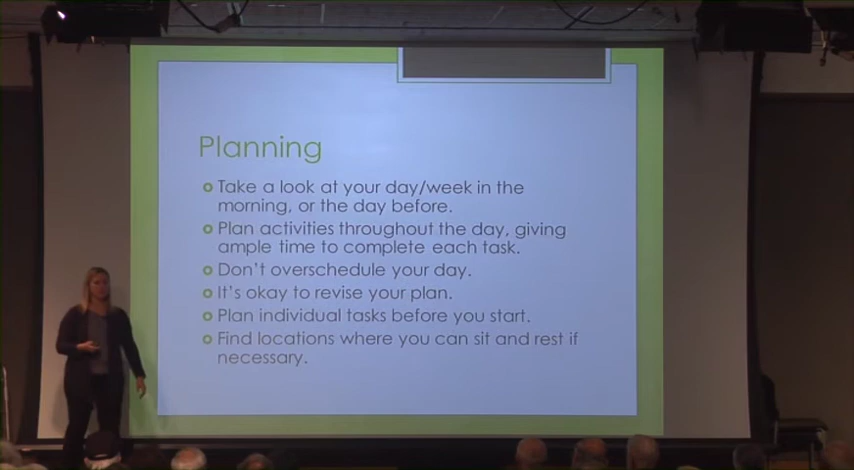 Planning
Take a look at your day/week in the
morning, or the day before.
Plan activities throughout the day, giving
ample time to complete each task.
Don't overschedule your day.
It's okay to revise your plan.
Plan individual tasks before you start.
Find locations where you can sit and rest if
necessary.